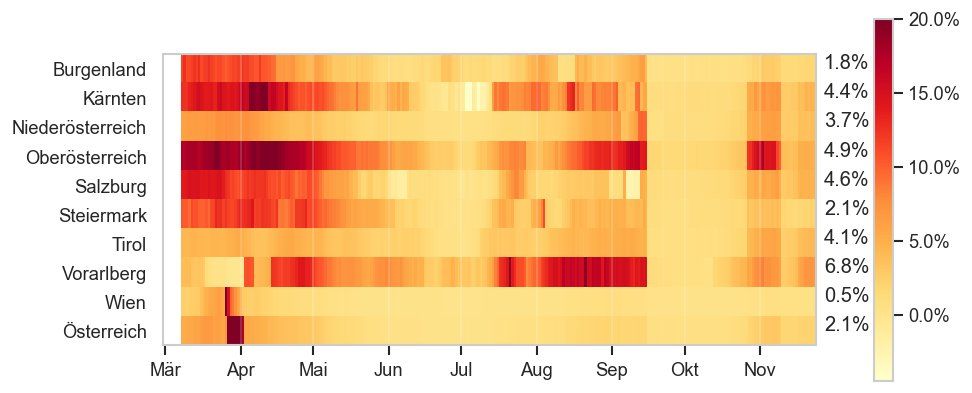 Burgenland 1.8%
Kärnten 4.4%
Niederösterreich 3.7%
Oberösterreich 4.9%
Salzburg 4.6%
Steiermark 2.1%
Tirol 4.1%
Vorarlberg 6.8%
Wien 0.5%
Österreich 2.1%
Mär Apr Mai Jun Jul Aug Sep Okt Nov
20.0%
15.0%
10.0%
5.0%
0.0%